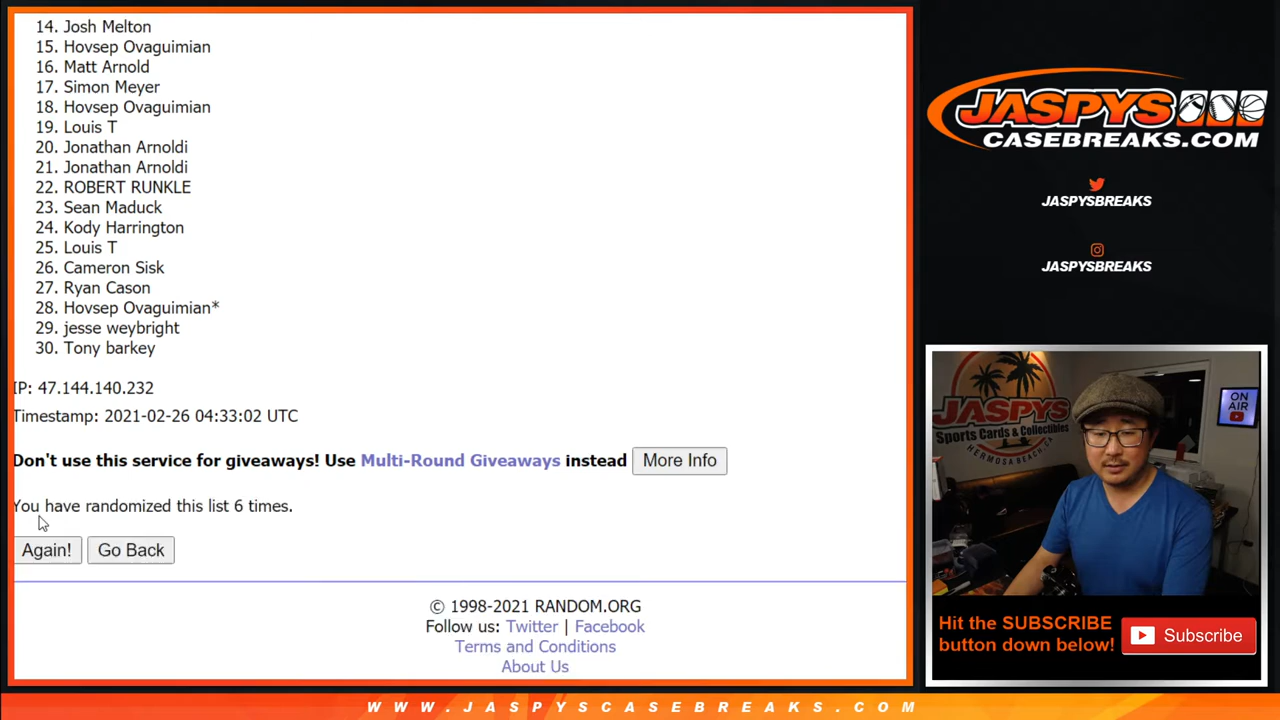 14. Josh Melton
15. Hovsep Ovaguimian
16. Matt Arnold
17. Simon Meyer
18. Hovsep Ovaguimian
19. Louis T
20. Jonathan Arnoldi
21. Jonathan Arnoldi
22. ROBERT RUNKLE
23. Sean Maduck
24. Kody Harrington
25. Louis T
26. Cameron Sisk
27. Ryan Cason
28. Hovsep Ovaguimian*
29. jesse weybright
30. Tony barkey
IP: 47.144.140.232
Timestamp: 2021-02-26 04:33:02 UTC
Don't use this service for giveaways! Use Multi-Round Giveaways instead More Info
You have randomized this list 6 times.
Again! Go Back
© 1998-2021 RANDOM.ORG
Follow us: Twitter | Facebook
Terms and Conditions
About Us
JASPYS
CASEBREAKS.COM
JASPYSBREAKS
JASPYSBREAKS
JASPYS
Sports Cards & Collectibles
HERMOSA BEACH, CA
ON AIR
Hit the SUBSCRIBE
button down below!
Subscribe
WWW.JASPYSCASEBREAKS.COM